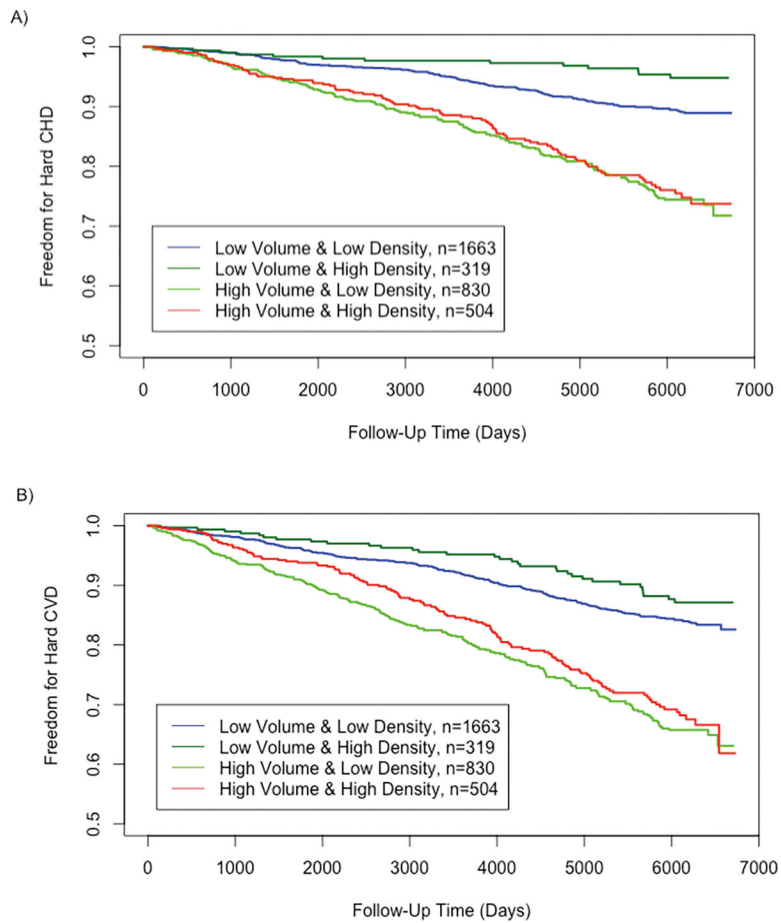 A)
Freedom for Hard CHD
1.0
0.9
0.8
0.7
0.6
0.5
Low Volume & Low Density, n=1663
Low Volume & High Density, n=319
High Volume & Low Density, n=830
High Volume & High Density, n=504
0 1000 2000 3000 4000 5000 6000 7000
Follow-Up Time (Days)
B)
Freedom for Hard CVD
1.0
0.9
0.8
0.7
0.6
0.5
Low Volume & Low Density, n=1663
Low Volume & High Density, n=319
High Volume & Low Density, n=830
High Volume & High Density, n=504
0 1000 2000 3000 4000 5000 6000 7000
Follow-Up Time (Days)